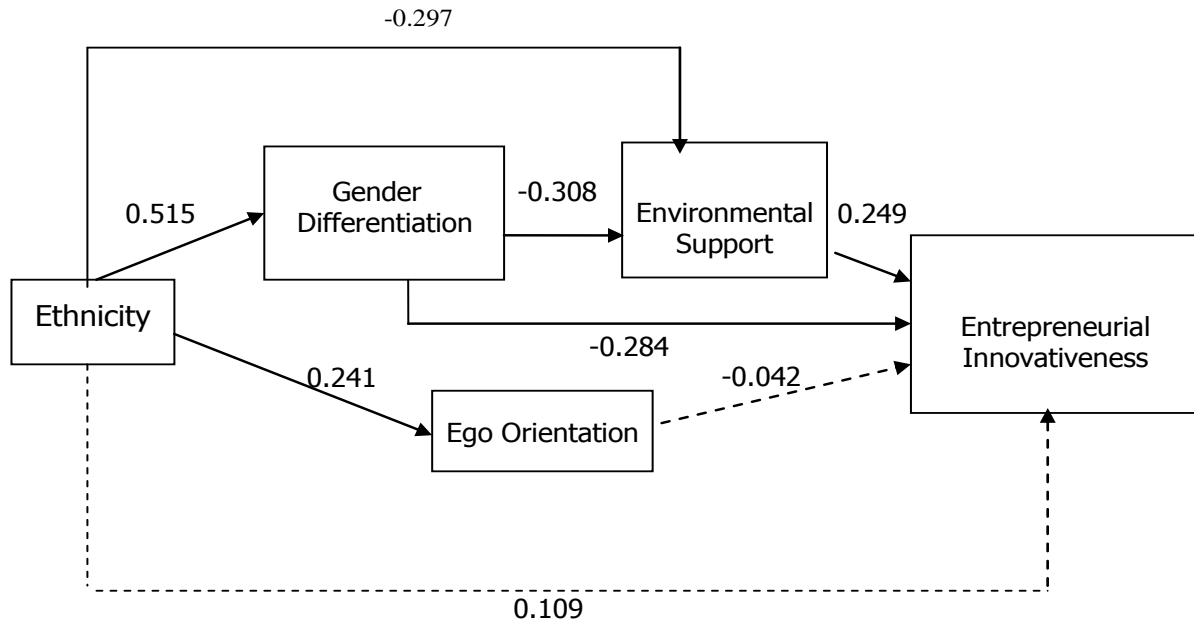 -0.297
Gender
Differentiation
-0.308
Environmental
Support
0.515
0.249
Ethnicity
Entrepreneurial
Innovativeness
-0.284
0.241
-0.042
Ego Orientation
0.109